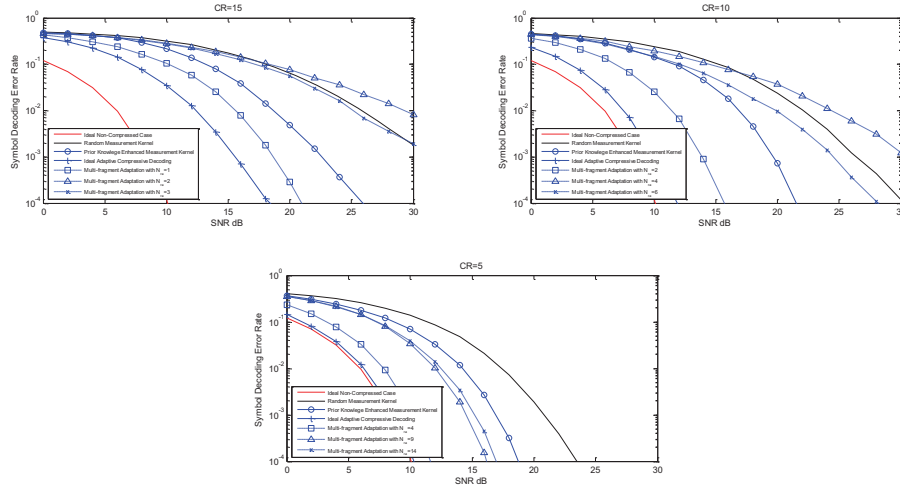 CR=15
Symbol Decoding Error Rate
10^0
10^-1
10^-2
10^-3
10^-4
Ideal Non-Compressed Case
Random Measurement Kernel
Prior Knowlege Enhanced Measurement Kernel
Ideal Adaptive Compressive Decoding
Multi-fragment Adaptation with N =1
Multi-fragment Adaptation with N =2
Multi-fragment Adaptation with N =3
0 5 10 15 20 25 30
SNR dB
CR=10
Symbol Decoding Error Rate
10^0
10^-1
10^-2
10^-3
10^-4
Ideal Non-Compressed Case
Random Measurement Kernel
Prior Knowlege Enhanced Measurement Kernel
Ideal Adaptive Compressive Decoding
Multi-fragment Adaptation with N =2
Multi-fragment Adaptation with N =4
Multi-fragment Adaptation with N =6
0 5 10 15 20 25 30
SNR dB
CR=5
Symbol Decoding Error Rate
10^0
10^-1
10^-2
10^-3
10^-4
Ideal Non-Compressed Case
Random Measurement Kernel
Prior Knowlege Enhanced Measurement Kernel
Ideal Adaptive Compressive Decoding
Multi-fragment Adaptation with N =4
Multi-fragment Adaptation with N =9
Multi-fragment Adaptation with N =14
0 5 10 15 20 25 30
SNR dB